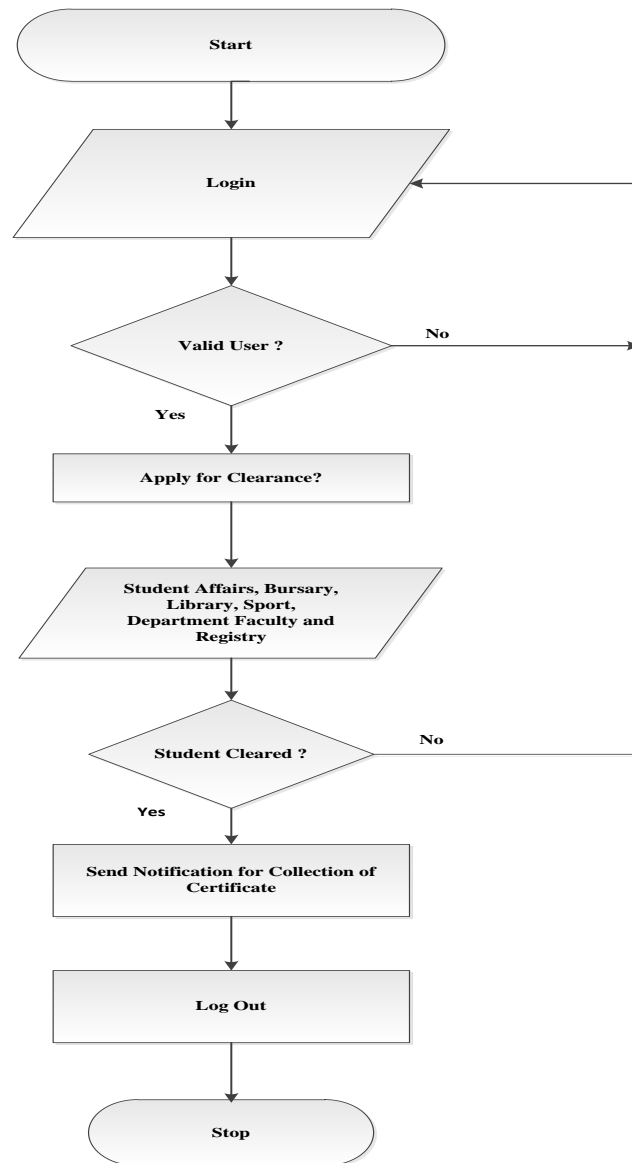 Start
Login
Valid User ?
No
Yes
Apply for Clearance?
Student Affairs, Bursary,
Library, Sport,
Department Faculty and
Registry
Student Cleared ?
No
Yes
Send Notification for Collection of
Certificate
Log Out
Stop